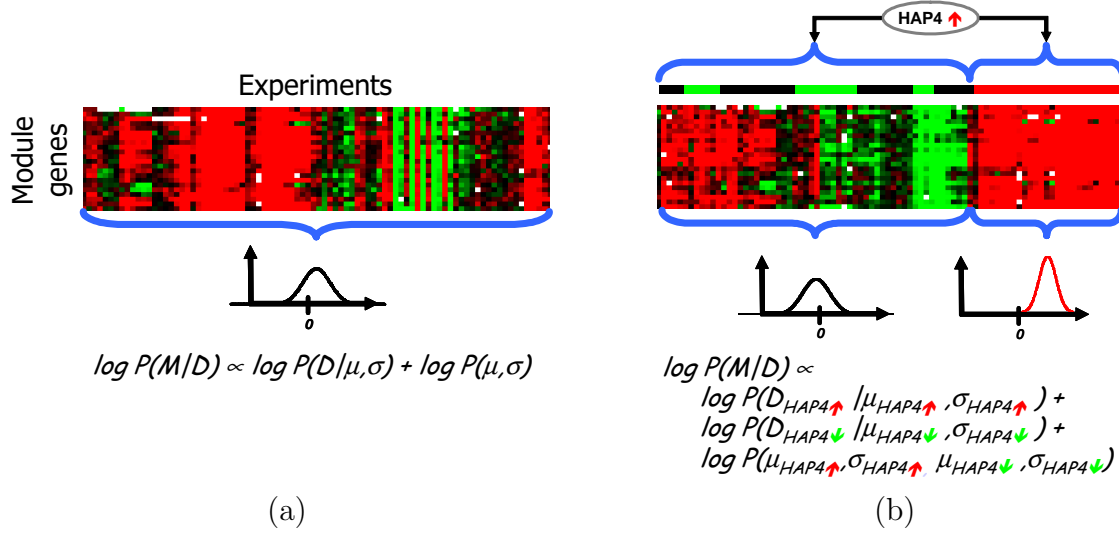 Experiments
Module genes
0
log P(M|D) ∝ log P(D|μ,σ) + log P(μ,σ)
(a)
HAP4 ↑
0
0
log P(M|D) ∝
log P(D_HAP4↑ |μ_HAP4↑ ,σ_HAP4↑ ) +
log P(D_HAP4↓ |μ_HAP4↓ ,σ_HAP4↓ ) +
log P(μ_HAP4↑,σ_HAP4↑, μ_HAP4↓ ,σ_HAP4↓)
(b)